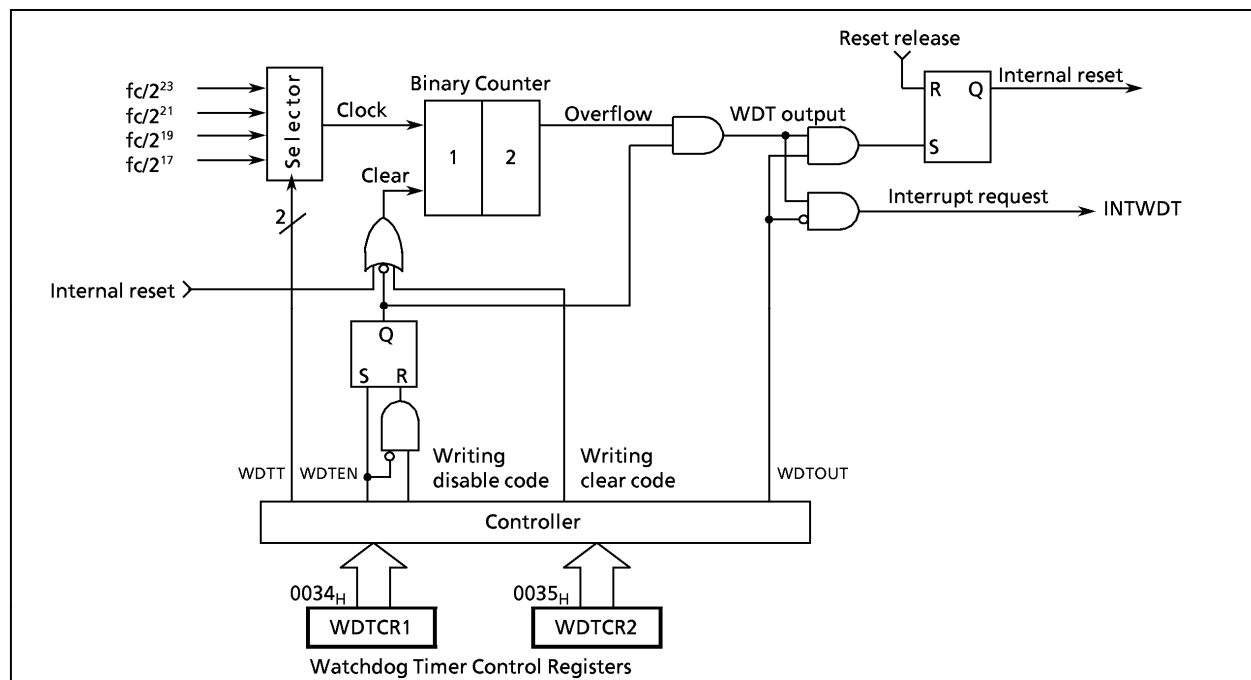 Reset release
fc/2²³
fc/2²¹
fc/2¹⁹
fc/2¹⁷
Selector
Clock
Binary Counter
1
2
Clear
Overflow
WDT output
R
Q
S
Internal reset
Interrupt request
INTWDT
2
Internal reset
Q
S
R
WDTT
WDTEN
Writing
disable code
Writing
clear code
WDTOUT
Controller
0034H
WDTCR1
0035H
WDTCR2
Watchdog Timer Control Registers